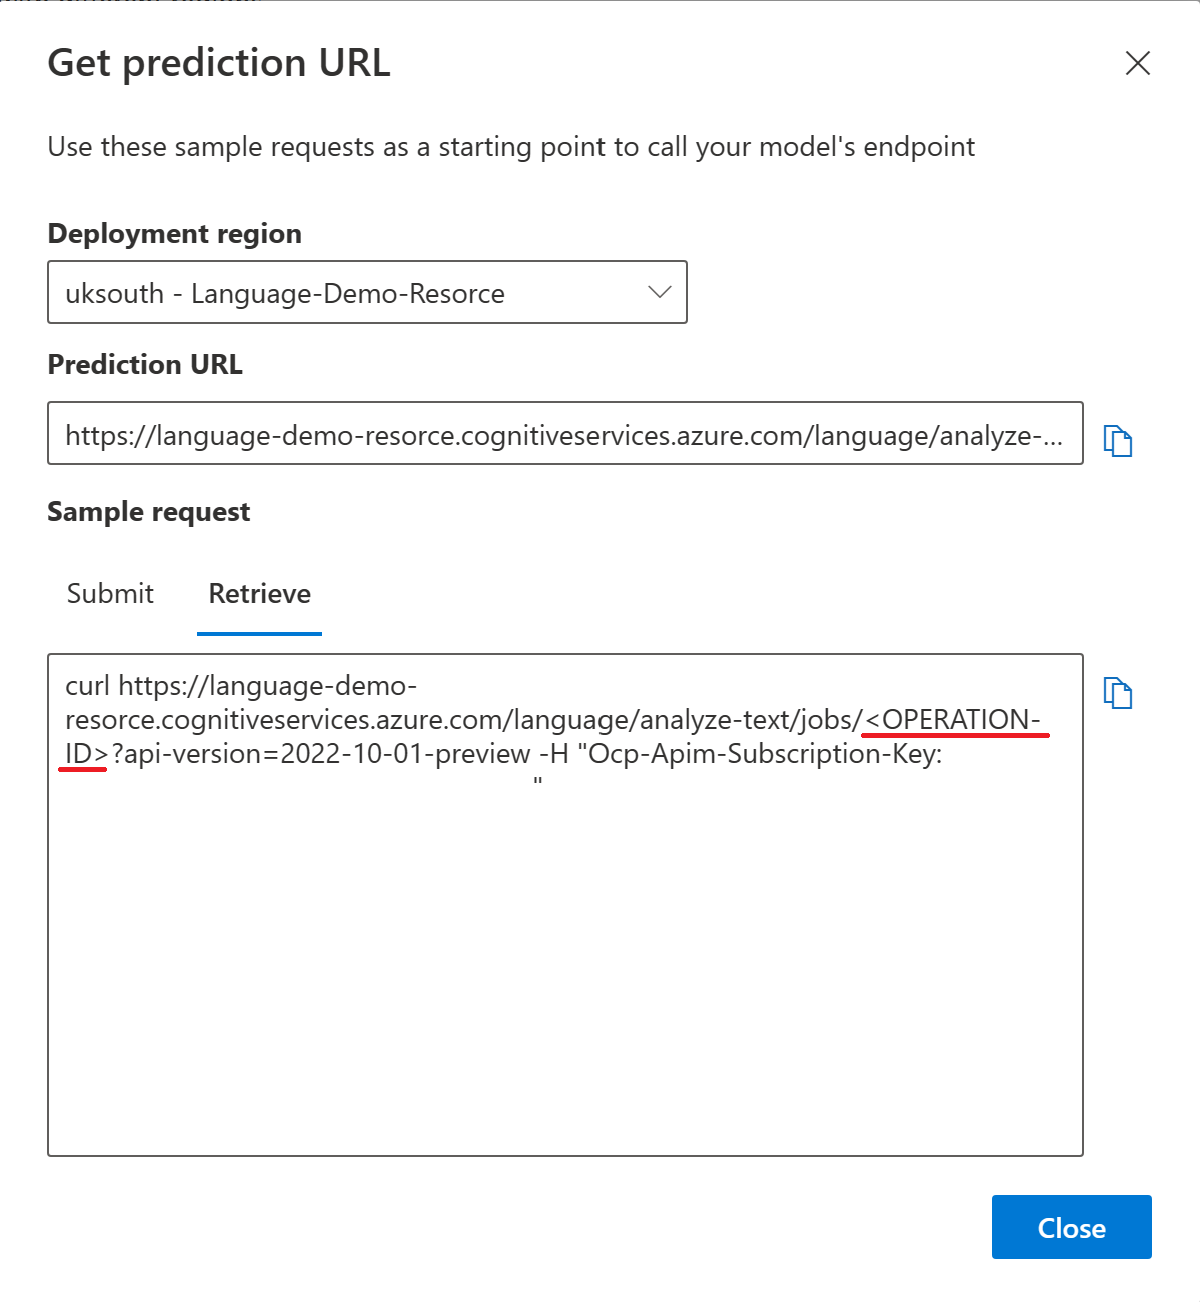 Get prediction URL
Use these sample requests as a starting point to call your model's endpoint
Deployment region
uksouth - Language-Demo-Resorce
Prediction URL
https://language-demo-resorce.cognitiveservices.azure.com/language/analyze-...
Sample request
Submit Retrieve
curl https://language-demo-
resorce.cognitiveservices.azure.com/language/analyze-text/jobs/<OPERATION-
ID>?api-version=2022-10-01-preview -H "Ocp-Apim-Subscription-Key:
"
Close